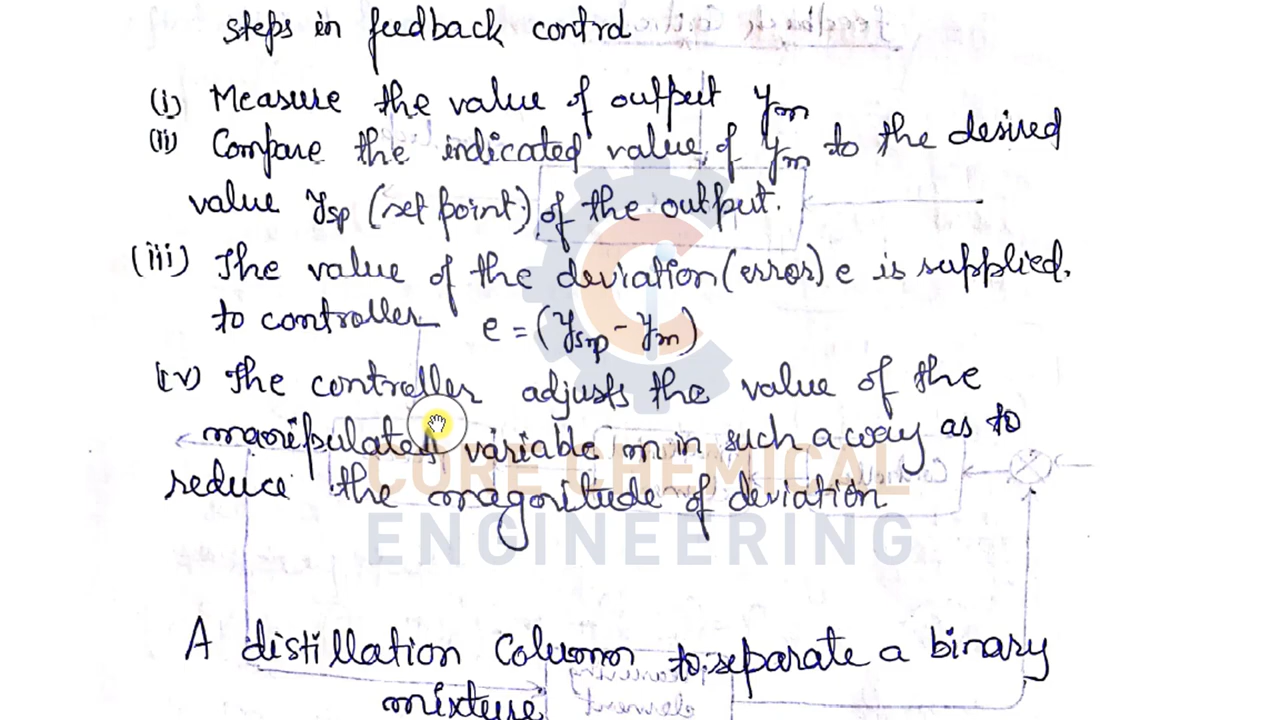 steps in feedback control
(i) Measure the value of output ym
(ii) Compare the indicated value of ym to the desired
value ysp (set point) of the output.
(iii) The value of the deviation (error) e is supplied.
to controller e = (ysp - ym)
(iv) The controller adjusts the value of the
manipulated variable m in such a way as to
reduce the magnitude of deviation
CORE CHEMICAL
ENGINEERING
A distillation Column to separate a binary
mixture